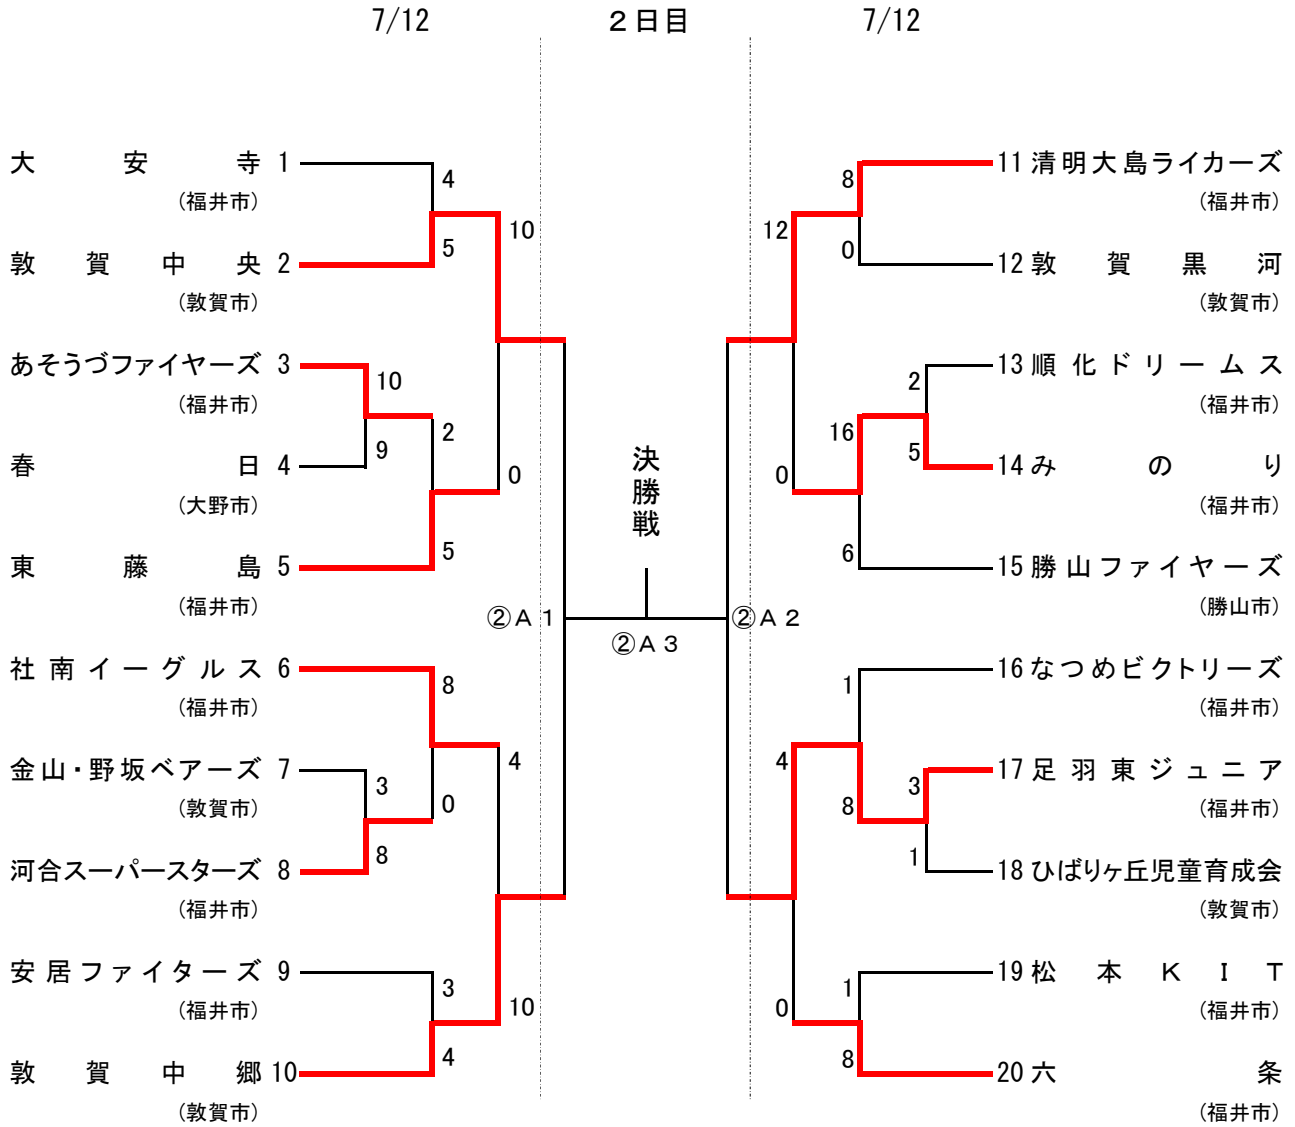 7/12 ２日目 7/12
大安寺 1
(福井市)
4
10
敦賀中央 2
(敦賀市)
5
あそうづファイヤーズ 3
(福井市)
10
2
春日 4
(大野市)
9
0
東藤島 5
(福井市)
5
②Ａ１
社南イーグルス 6
(福井市)
8
4
金山・野坂ベアーズ 7
(敦賀市)
3
0
河合スーパースターズ 8
(福井市)
8
安居ファイターズ 9
(福井市)
3
10
敦賀中郷 10
(敦賀市)
4
決勝戦
②Ａ３
11 清明大島ライカーズ
(福井市)
8
12
12 敦賀黒河
(敦賀市)
0
13 順化ドリームス
(福井市)
2
16
14 みのり
(福井市)
5
0
15 勝山ファイヤーズ
(勝山市)
6
②Ａ２
16 なつめビクトリーズ
(福井市)
1
4
17 足羽東ジュニア
(福井市)
3
8
18 ひばりヶ丘児童育成会
(敦賀市)
1
19 松本ＫＩＴ
(福井市)
1
0
20 六条
(福井市)
8